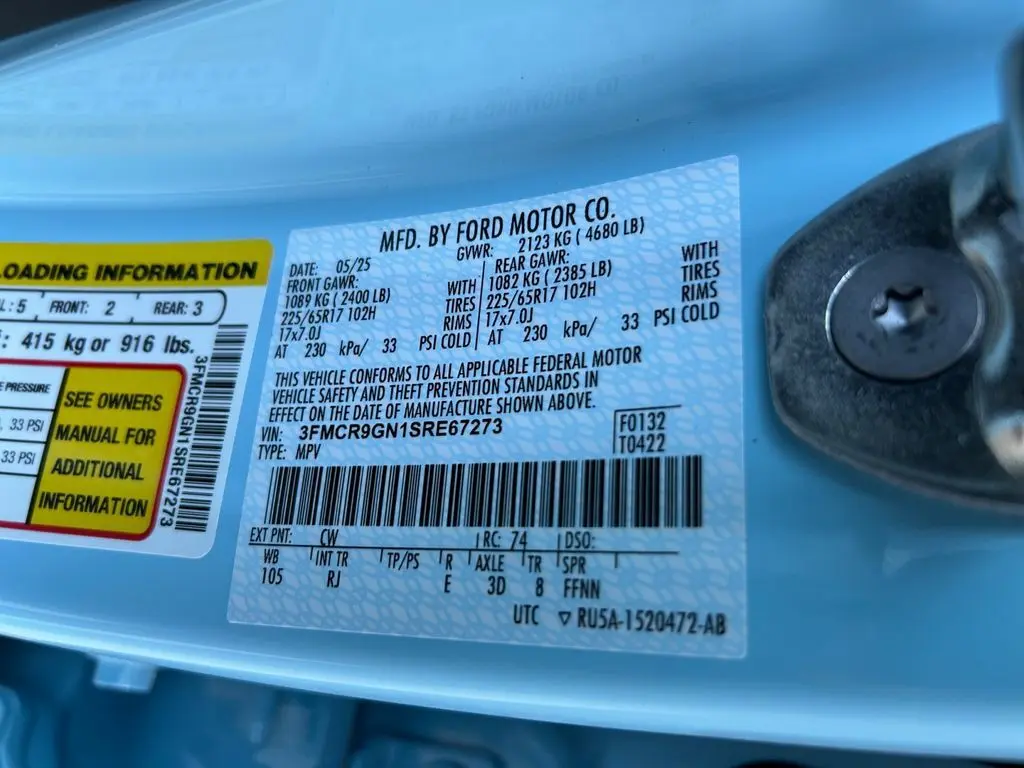 LOADING INFORMATION
L : 5 FRONT: 2 REAR: 3
: 415 kg or 916 lbs.
E PRESSURE
33 PSI
33 PSI
SEE OWNERS
MANUAL FOR
ADDITIONAL
INFORMATION
3FMCR9GN1SRE67273
MFD. BY FORD MOTOR CO.
DATE: 05/25 GVWR: 2123 KG ( 4680 LB)
FRONT GAWR: REAR GAWR:
1089 KG ( 2400 LB) WITH 1082 KG ( 2385 LB) WITH
225/65R17 102H TIRES 225/65R17 102H TIRES
17x7.0J RIMS 17x7.0J RIMS
AT 230 kPa/ 33 PSI COLD AT 230 kPa/ 33 PSI COLD
THIS VEHICLE CONFORMS TO ALL APPLICABLE FEDERAL MOTOR
VEHICLE SAFETY AND THEFT PREVENTION STANDARDS IN
EFFECT ON THE DATE OF MANUFACTURE SHOWN ABOVE.
VIN: 3FMCR9GN1SRE67273 F0132
TYPE: MPV T0422
EXT PNT: CW RC: 74 DSO:
WB INT TR TP/PS R AXLE TR SPR
105 RJ E 3D 8 FFNN
UTC ▽ RU5A-1520472-AB